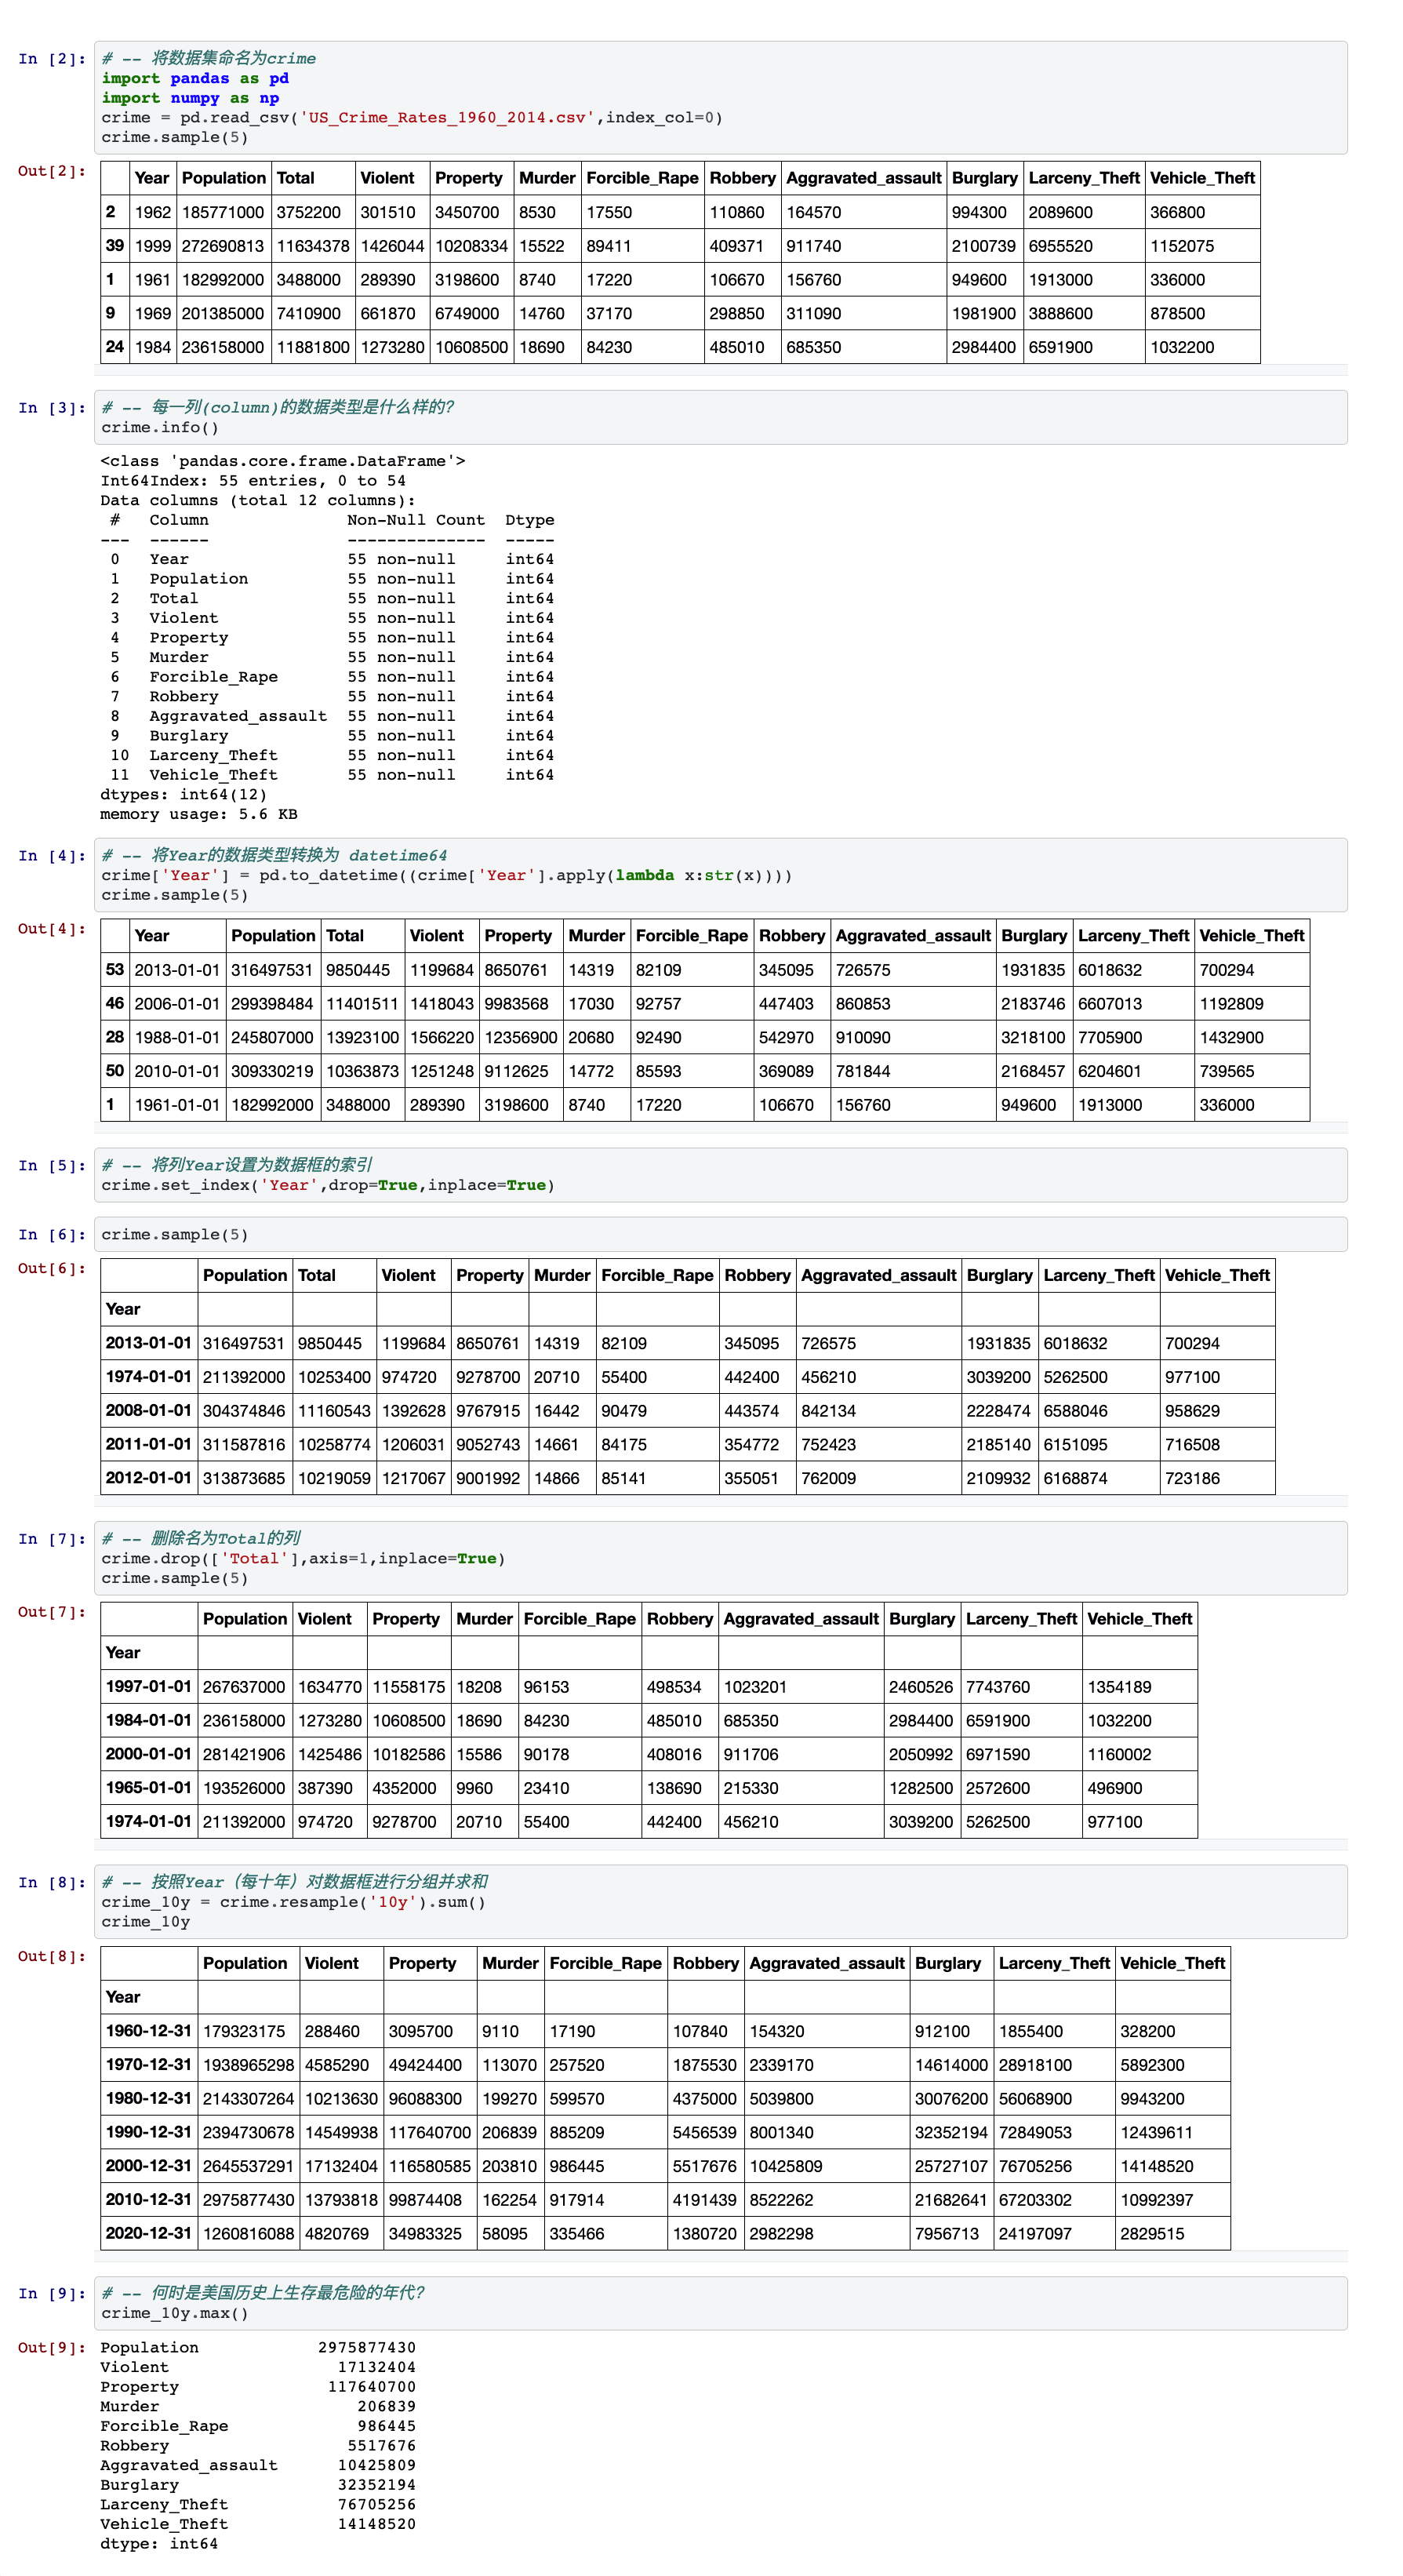 In [2]: # -- 将数据集命名为crime
import pandas as pd
import numpy as np
crime = pd.read_csv('US_Crime_Rates_1960_2014.csv',index_col=0)
crime.sample(5)
Out[2]: Year Population Total Violent Property Murder Forcible_Rape Robbery Aggravated_assault Burglary Larceny_Theft Vehicle_Theft
2 1962 185771000 3752200 301510 3450700 8530 17550 110860 164570 994300 2089600 366800
39 1999 272690813 11634378 1426044 10208334 15522 89411 409371 911740 2100739 6955520 1152075
1 1961 182992000 3488000 289390 3198600 8740 17220 106670 156760 949600 1913000 336000
9 1969 201385000 7410900 661870 6749000 14760 37170 298850 311090 1981900 3888600 878500
24 1984 236158000 11881800 1273280 10608500 18690 84230 485010 685350 2984400 6591900 1032200
In [3]: # -- 每一列(column)的数据类型是什么样的?
crime.info()
<class 'pandas.core.frame.DataFrame'>
Int64Index: 55 entries, 0 to 54
Data columns (total 12 columns):
# Column Non-Null Count Dtype
--- ------ -------------- -----
0 Year 55 non-null int64
1 Population 55 non-null int64
2 Total 55 non-null int64
3 Violent 55 non-null int64
4 Property 55 non-null int64
5 Murder 55 non-null int64
6 Forcible_Rape 55 non-null int64
7 Robbery 55 non-null int64
8 Aggravated_assault 55 non-null int64
9 Burglary 55 non-null int64
10 Larceny_Theft 55 non-null int64
11 Vehicle_Theft 55 non-null int64
dtypes: int64(12)
memory usage: 5.6 KB
In [4]: # -- 将Year的数据类型转换为 datetime64
crime['Year'] = pd.to_datetime((crime['Year'].apply(lambda x:str(x))))
crime.sample(5)
Out[4]: Year Population Total Violent Property Murder Forcible_Rape Robbery Aggravated_assault Burglary Larceny_Theft Vehicle_Theft
53 2013-01-01 316497531 9850445 1199684 8650761 14319 82109 345095 726575 1931835 6018632 700294
46 2006-01-01 299398484 11401511 1418043 9983568 17030 92757 447403 860853 2183746 6607013 1192809
28 1988-01-01 245807000 13923100 1566220 12356900 20680 92490 542970 910090 3218100 7705900 1432900
50 2010-01-01 309330219 10363873 1251248 9112625 14772 85593 369089 781844 2168457 6204601 739565
1 1961-01-01 182992000 3488000 289390 3198600 8740 17220 106670 156760 949600 1913000 336000
In [5]: # -- 将列Year设置为数据框的索引
crime.set_index('Year',drop=True,inplace=True)
In [6]: crime.sample(5)
Out[6]: Population Total Violent Property Murder Forcible_Rape Robbery Aggravated_assault Burglary Larceny_Theft Vehicle_Theft
Year
2013-01-01 316497531 9850445 1199684 8650761 14319 82109 345095 726575 1931835 6018632 700294
1974-01-01 211392000 10253400 974720 9278700 20710 55400 442400 456210 3039200 5262500 977100
2008-01-01 304374846 11160543 1392628 9767915 16442 90479 443574 842134 2228474 6588046 958629
2011-01-01 311587816 10258774 1206031 9052743 14661 84175 354772 752423 2185140 6151095 716508
2012-01-01 313873685 10219059 1217067 9001992 14866 85141 355051 762009 2109932 6168874 723186
In [7]: # -- 删除名为Total的列
crime.drop(['Total'],axis=1,inplace=True)
crime.sample(5)
Out[7]: Population Violent Property Murder Forcible_Rape Robbery Aggravated_assault Burglary Larceny_Theft Vehicle_Theft
Year
1997-01-01 267637000 1634770 11558175 18208 96153 498534 1023201 2460526 7743760 1354189
1984-01-01 236158000 1273280 10608500 18690 84230 485010 685350 2984400 6591900 1032200
2000-01-01 281421906 1425486 10182586 15586 90178 408016 911706 2050992 6971590 1160002
1965-01-01 193526000 387390 4352000 9960 23410 138690 215330 1282500 2572600 496900
1974-01-01 211392000 974720 9278700 20710 55400 442400 456210 3039200 5262500 977100
In [8]: # -- 按照Year（每十年）对数据框进行分组并求和
crime_10y = crime.resample('10y').sum()
crime_10y
Out[8]: Population Violent Property Murder Forcible_Rape Robbery Aggravated_assault Burglary Larceny_Theft Vehicle_Theft
Year
1960-12-31 179323175 288460 3095700 9110 17190 107840 154320 912100 1855400 328200
1970-12-31 1938965298 4585290 49424400 113070 257520 1875530 2339170 14614000 28918100 5892300
1980-12-31 2143307264 10213630 96088300 199270 599570 4375000 5039800 30076200 56068900 9943200
1990-12-31 2394730678 14549938 117640700 206839 885209 5456539 8001340 32352194 72849053 12439611
2000-12-31 2645537291 17132404 116580585 203810 986445 5517676 10425809 25727107 76705256 14148520
2010-12-31 2975877430 13793818 99874408 162254 917914 4191439 8522262 21682641 67203302 10992397
2020-12-31 1260816088 4820769 34983325 58095 335466 1380720 2982298 7956713 24197097 2829515
In [9]: # -- 何时是美国历史上生存最危险的年代?
crime_10y.max()
Out[9]: Population 2975877430
Violent 17132404
Property 117640700
Murder 206839
Forcible_Rape 986445
Robbery 5517676
Aggravated_assault 10425809
Burglary 32352194
Larceny_Theft 76705256
Vehicle_Theft 14148520
dtype: int64